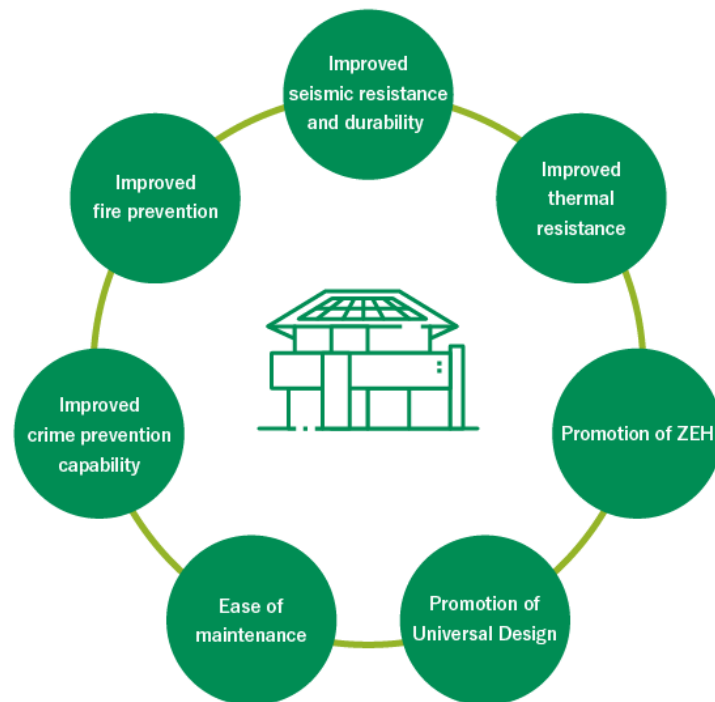 Improved
seismic resistance
and durability
Improved
thermal
resistance
Promotion of ZEH
Promotion of
Universal Design
Ease of
maintenance
Improved
crime prevention
capability
Improved
fire prevention